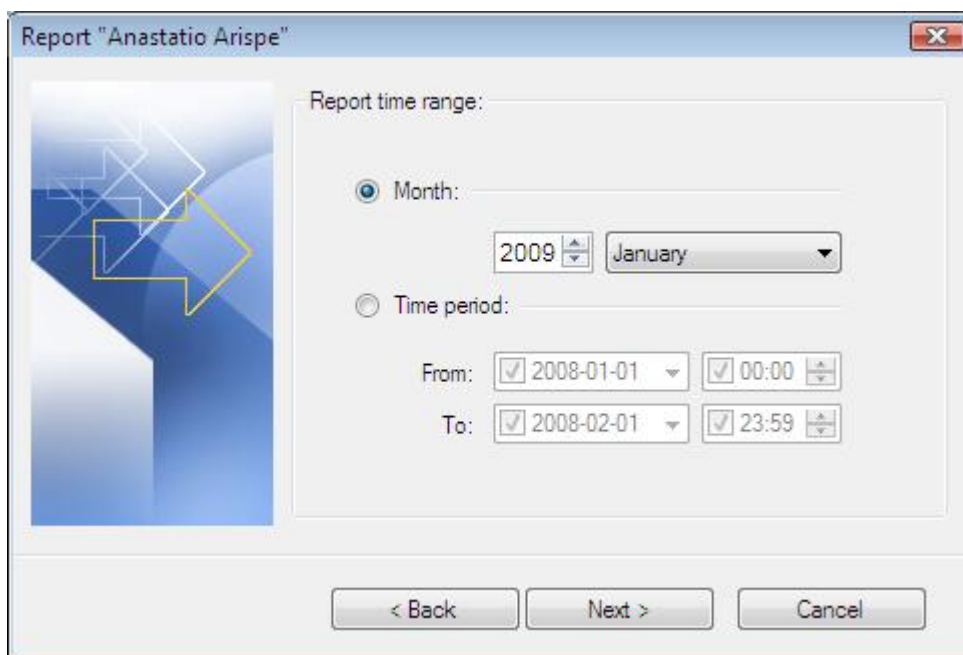 Report "Anastatio Arispe"
Report time range:
Month:
2009 January
Time period:
From: 2008-01-01 00:00
To: 2008-02-01 23:59
< Back Next > Cancel